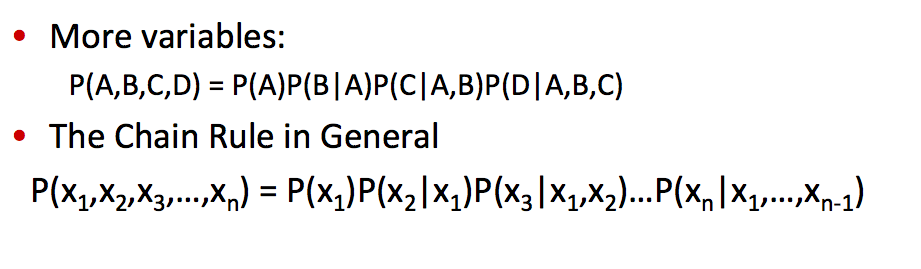 • More variables:
P(A,B,C,D) = P(A)P(B|A)P(C|A,B)P(D|A,B,C)
• The Chain Rule in General
P(x₁,x₂,x₃,…,xₙ) = P(x₁)P(x₂|x₁)P(x₃|x₁,x₂)…P(xₙ|x₁,…,xₙ₋₁)